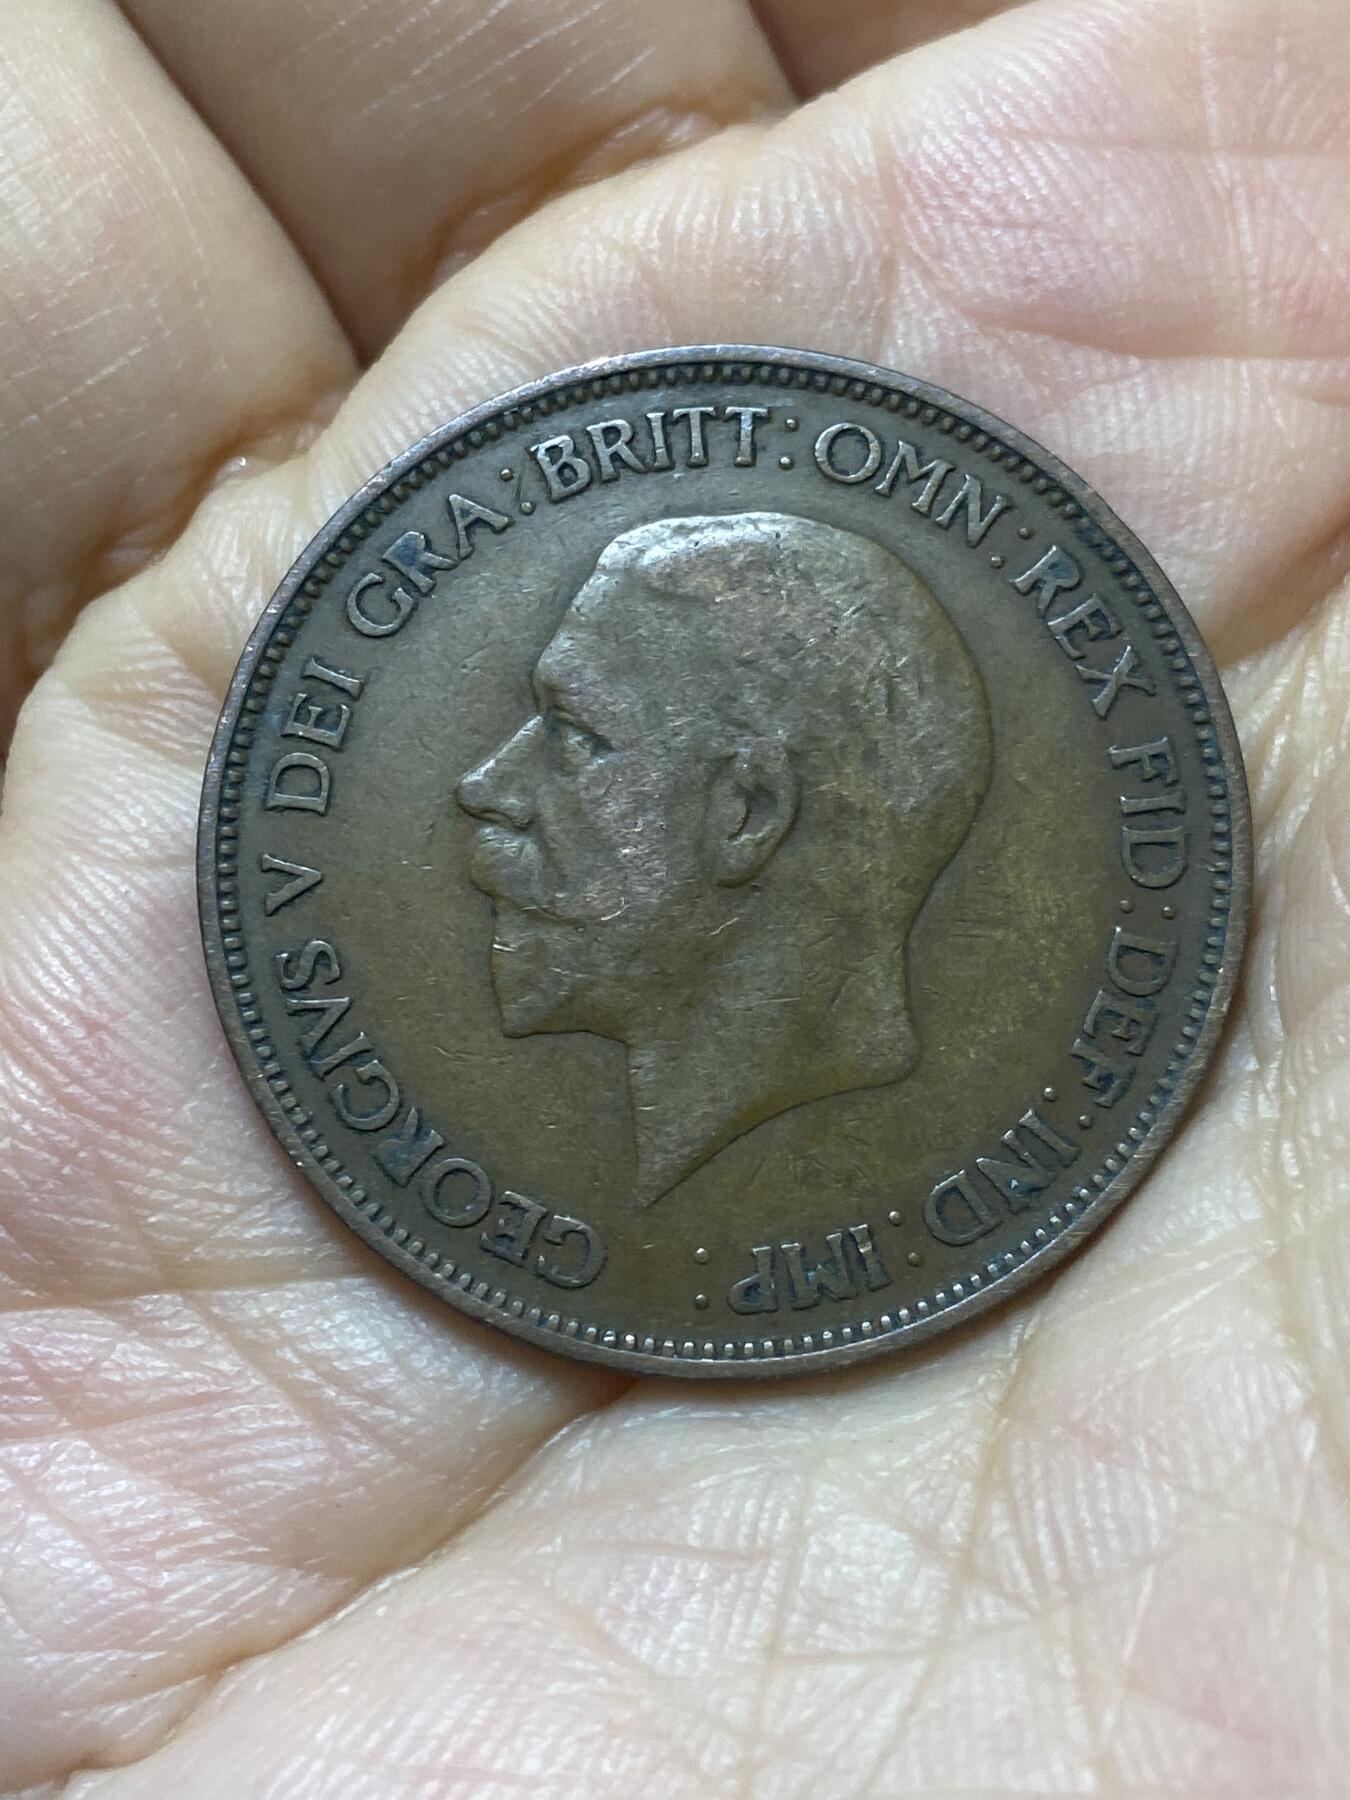 GEORGIVS V DEI GRA: BRITT: OMN: REX FID: DEF: IND: IMP: